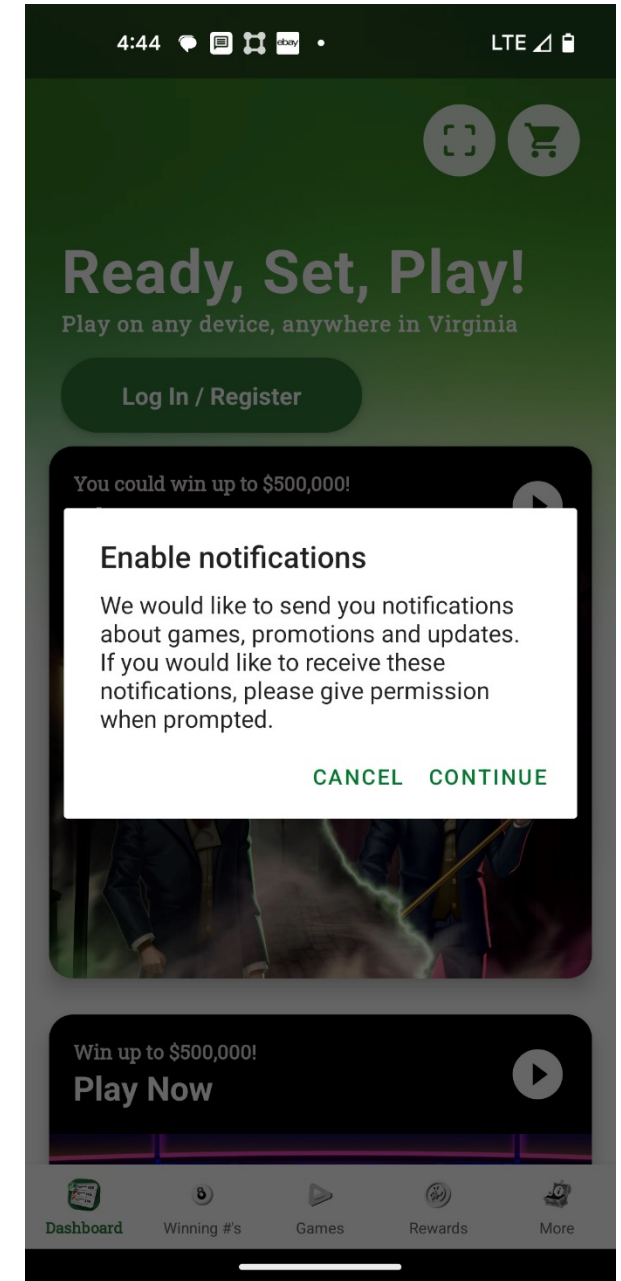 4:44
ebay
LTE
Ready, Set, Play!
Play on any device, anywhere in Virginia
Log In / Register
You could win up to $500,000!
Enable notifications
We would like to send you notifications
about games, promotions and updates.
If you would like to receive these
notifications, please give permission
when prompted.
CANCEL CONTINUE
Win up to $500,000!
Play Now
8
Dashboard Winning #'s Games Rewards More